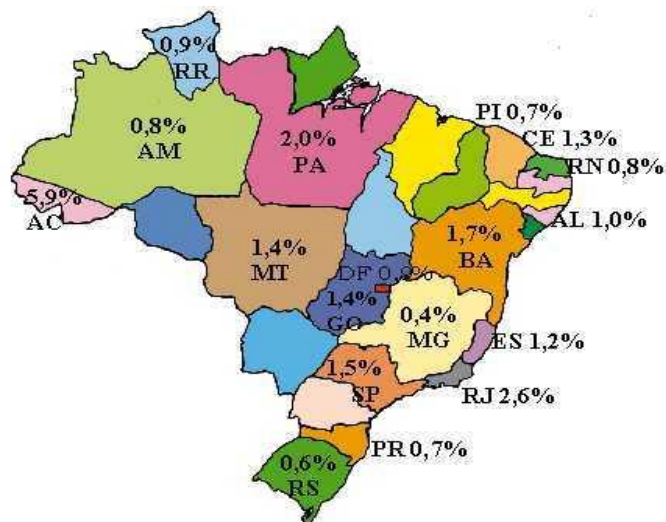 0,9%
RR
0,8%
AM
2,0%
PA
PI 0,7%
CE 1,3%
RN 0,8%
5,9%
AC
AL 1,0%
1,7%
BA
1,4%
MT
DF
1,4%
GO
0,4%
MG
ES 1,2%
1,5%
SP
RJ 2,6%
PR 0,7%
0,6%
RS